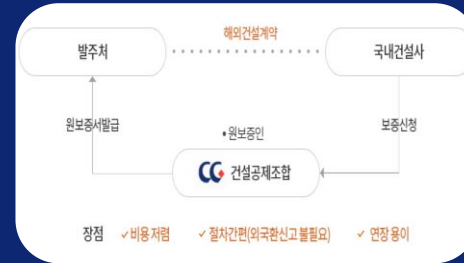 해외건설계약
발주처
국내건설사
원보증서발급
• 원보증인
보증신청
CG 건설공제조합
장점 ✓비용 저렴 ✓절차간편(외국환신고 불필요) ✓ 연장 용이